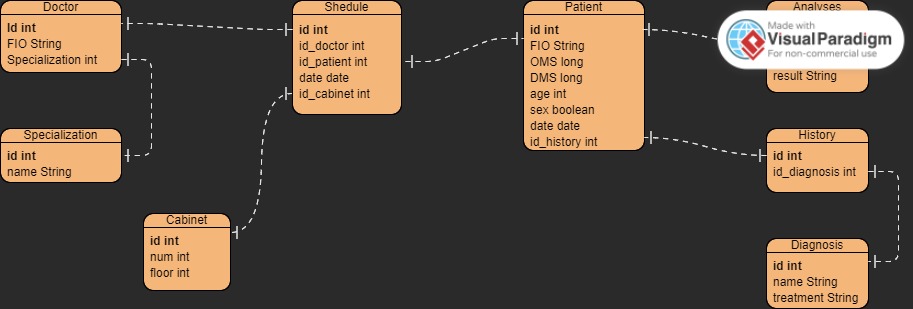 Doctor
Id int
FIO String
Specialization int
Shedule
id int
id_doctor int
id_patient int
date date
id_cabinet int
Patient
id int
FIO String
OMS long
DMS long
age int
sex boolean
date date
id_history int
Analyses
result String
Made with
Visual Paradigm
For non-commercial use
Specialization
id int
name String
History
id int
id_diagnosis int
Cabinet
id int
num int
floor int
Diagnosis
id int
name String
treatment String